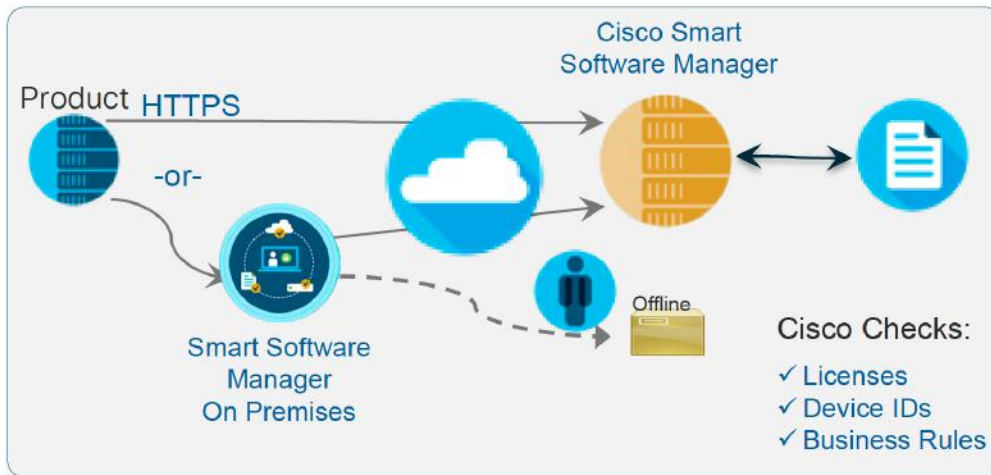 Cisco Smart
Software Manager
Product
HTTPS
-or-
Smart Software
Manager
On Premises
Offline
Cisco Checks:
✓ Licenses
✓ Device IDs
✓ Business Rules